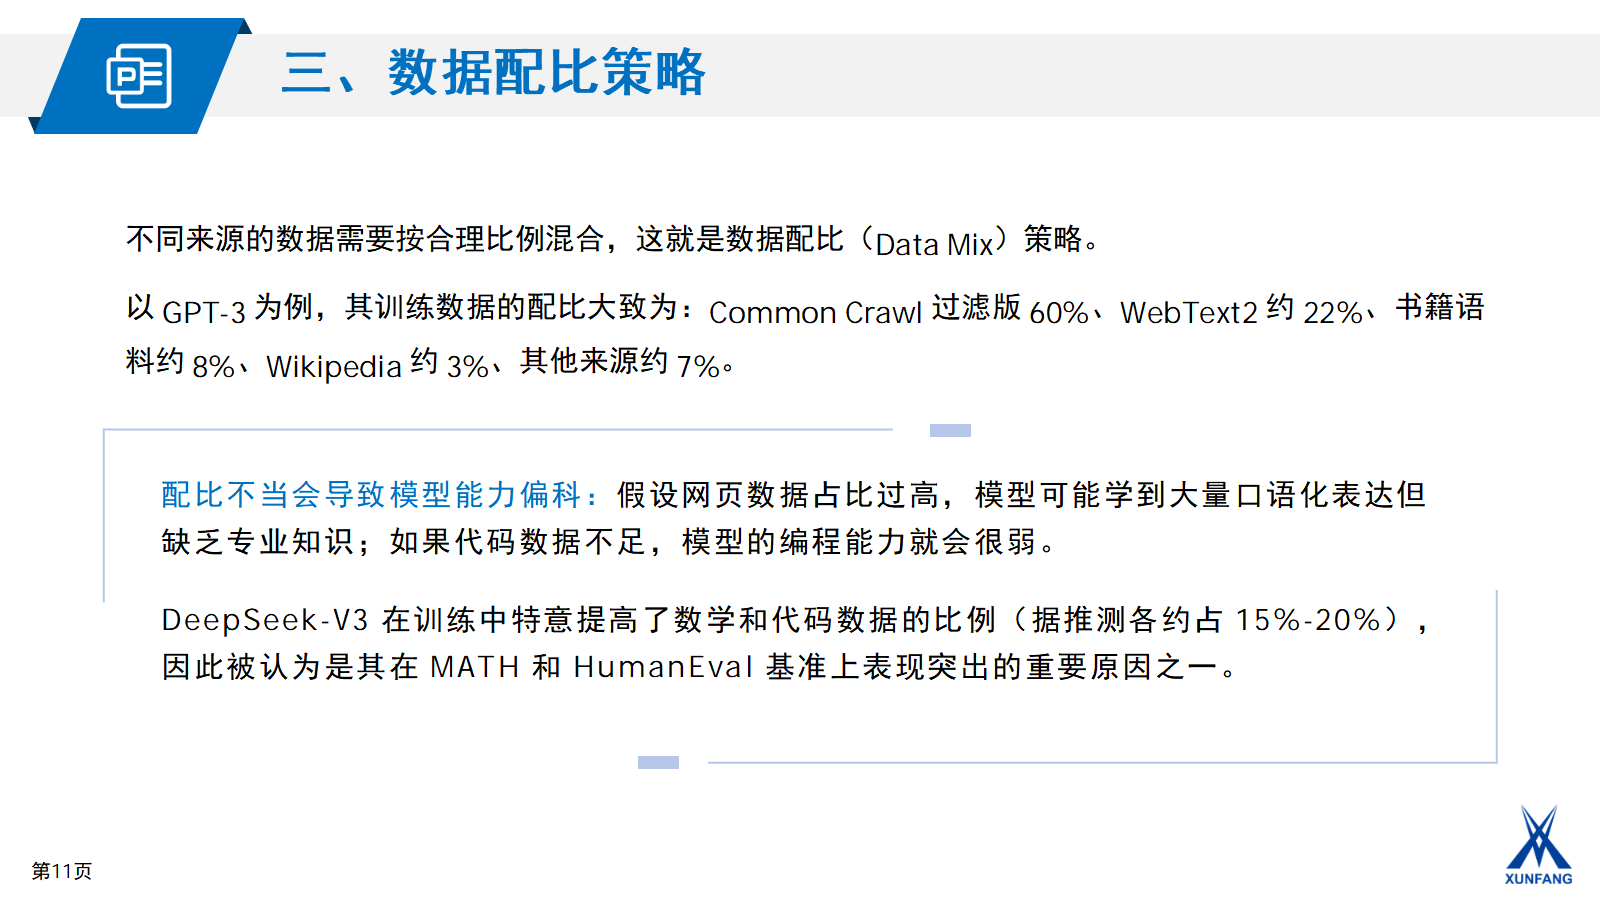 三、数据配比策略
不同来源的数据需要按合理比例混合，这就是数据配比（Data Mix）策略。
以 GPT-3 为例，其训练数据的配比大致为：Common Crawl 过滤版 60%、WebText2 约 22%、书籍语
料约 8%、Wikipedia 约 3%、其他来源约 7%。
配比不当会导致模型能力偏科：假设网页数据占比过高，模型可能学到大量口语化表达但
缺乏专业知识；如果代码数据不足，模型的编程能力就会很弱。
DeepSeek-V3 在训练中特意提高了数学和代码数据的比例（据推测各约占 15%-20%），
因此被认为是其在 MATH 和 HumanEval 基准上表现突出的重要原因之一。
第11页
XUNFANG